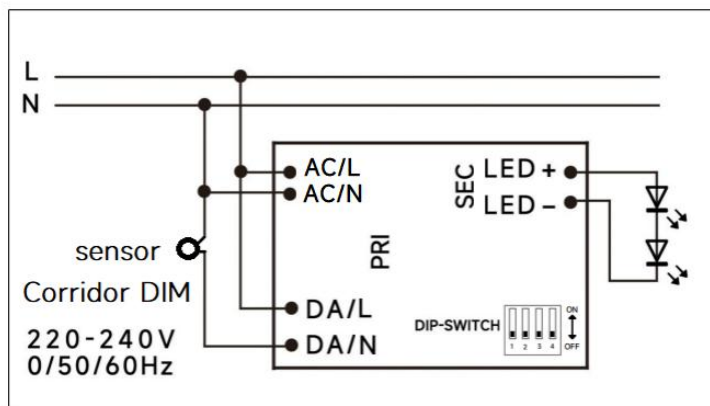 L
N
AC/L
AC/N
PRI
SEC
LED +
LED -
sensor
Corridor DIM
220-240V
0/50/60Hz
DA/L
DA/N
DIP-SWITCH
ON
OFF
1 2 3 4